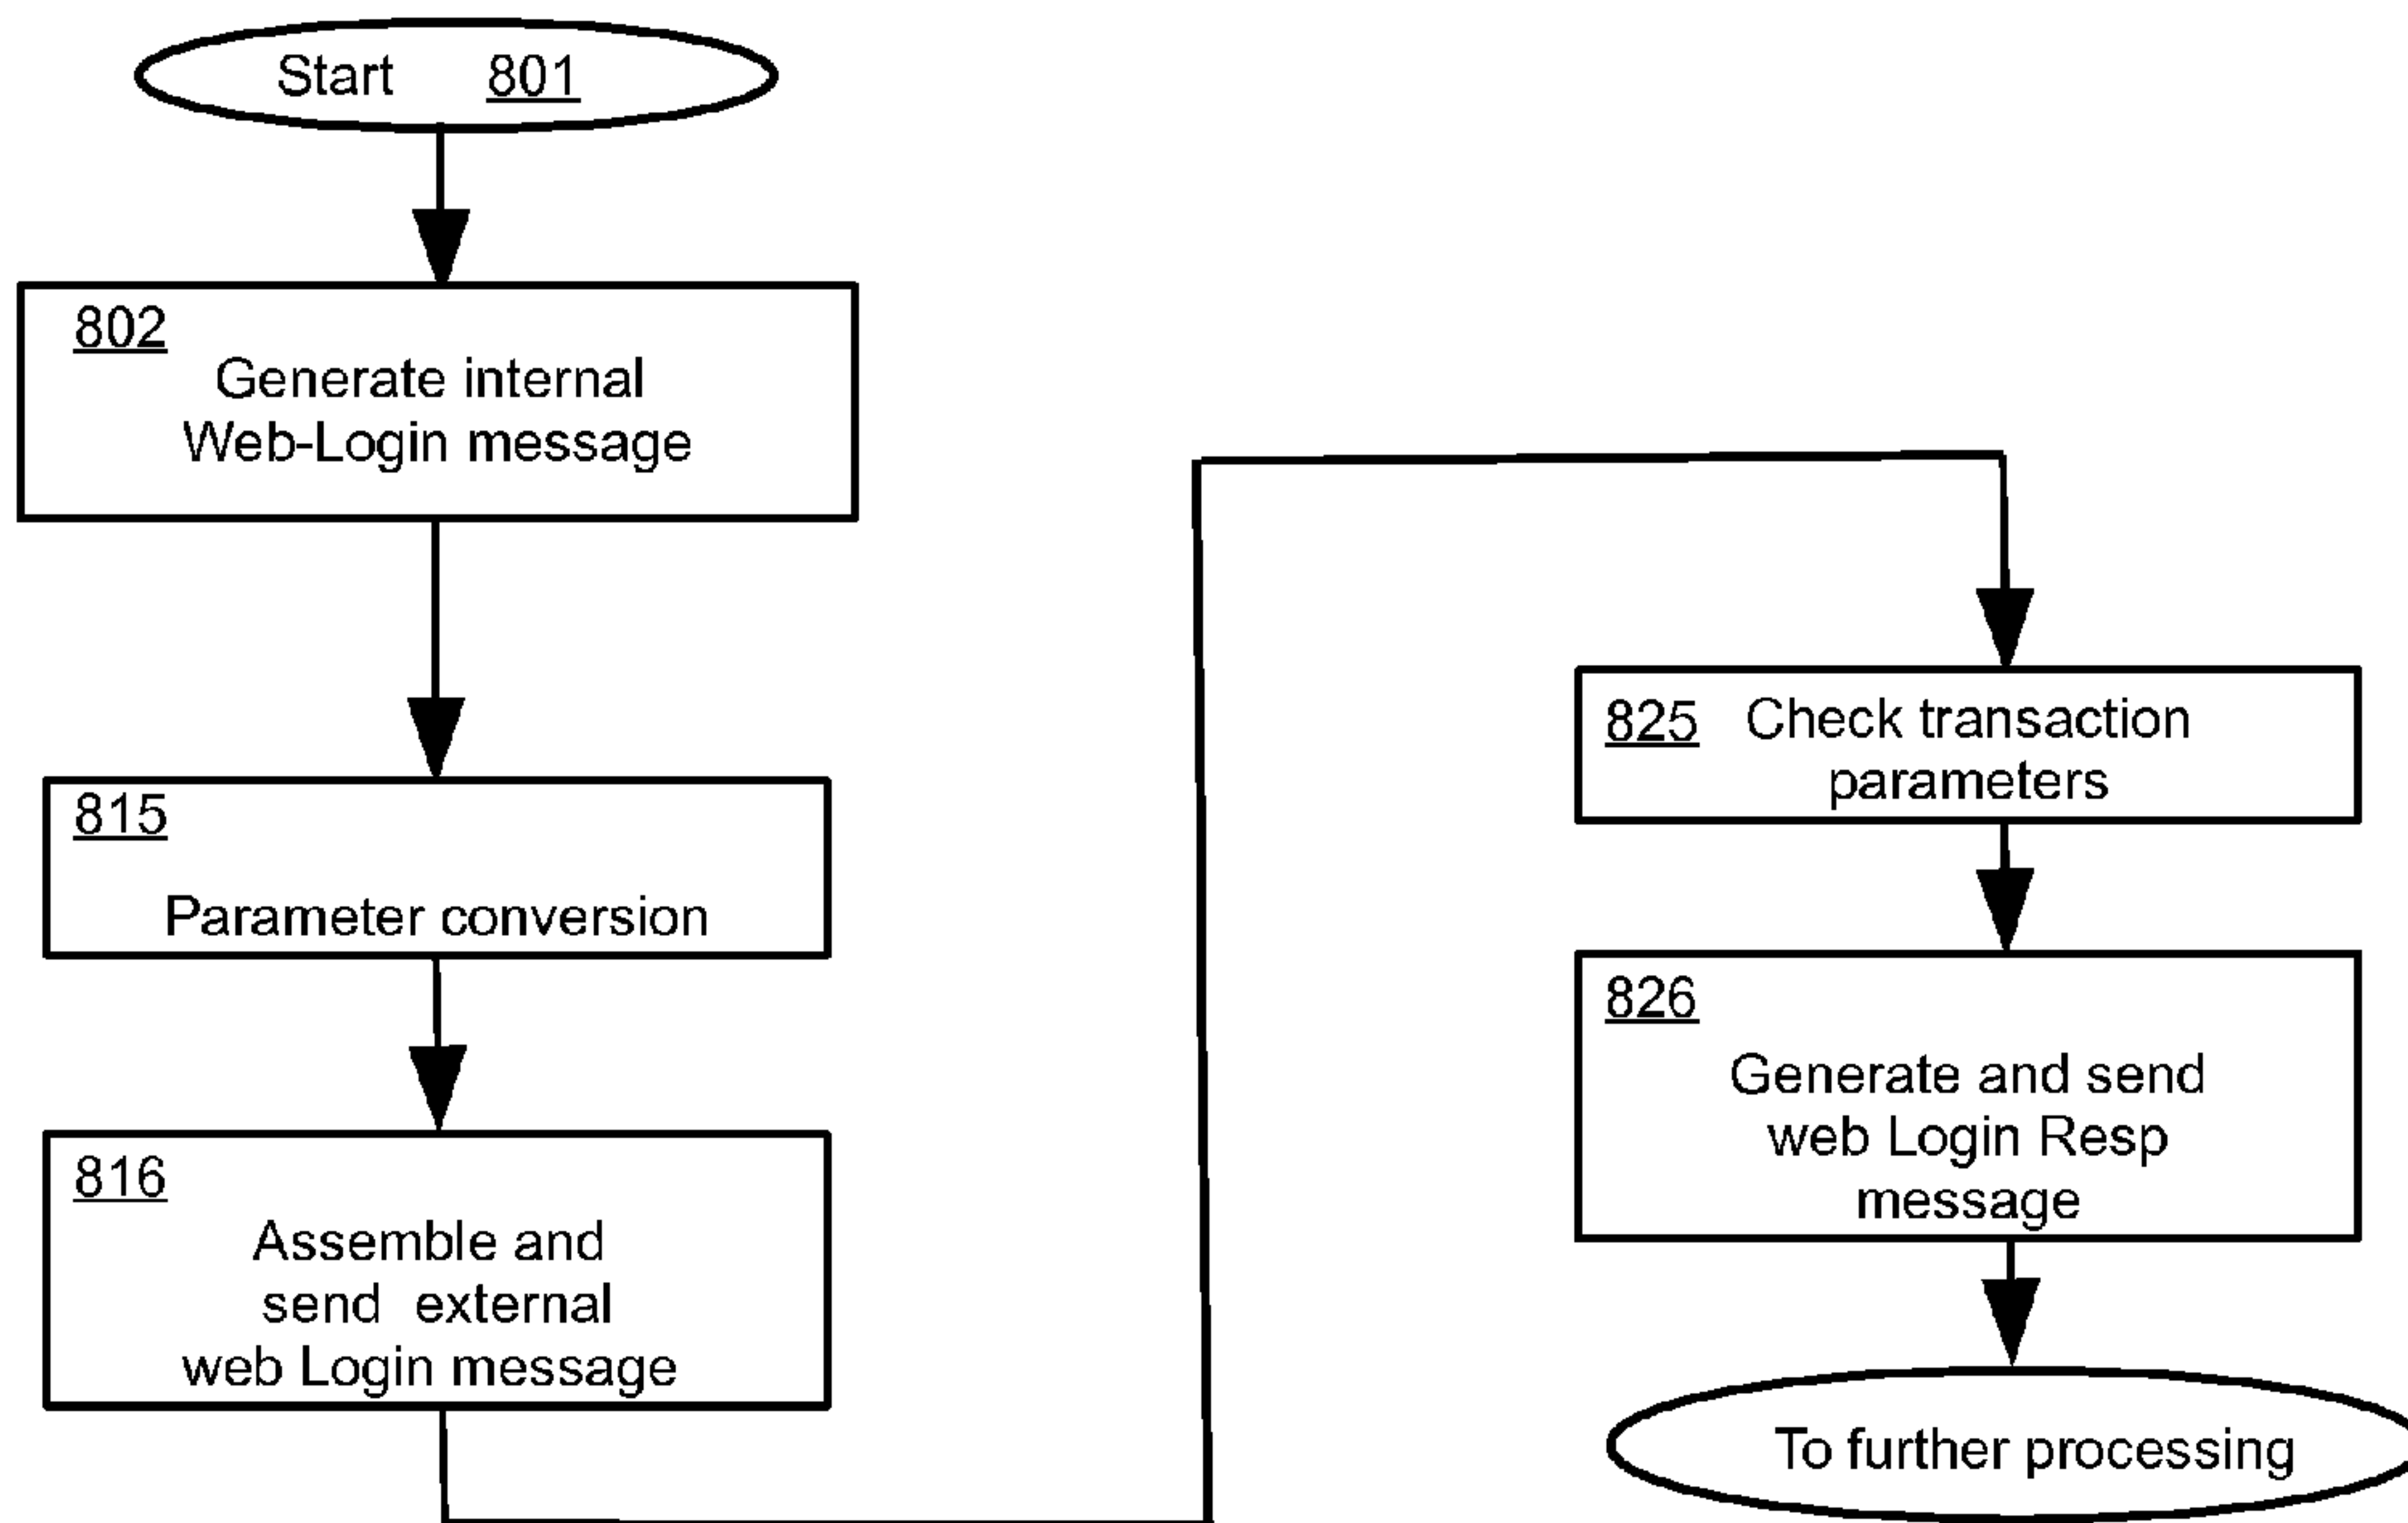 Start 801
802
Generate internal
Web-Login message
815
Parameter conversion
816
Assemble and
send external
web Login message
825 Check transaction
parameters
826
Generate and send
web Login Resp
message
To further processing